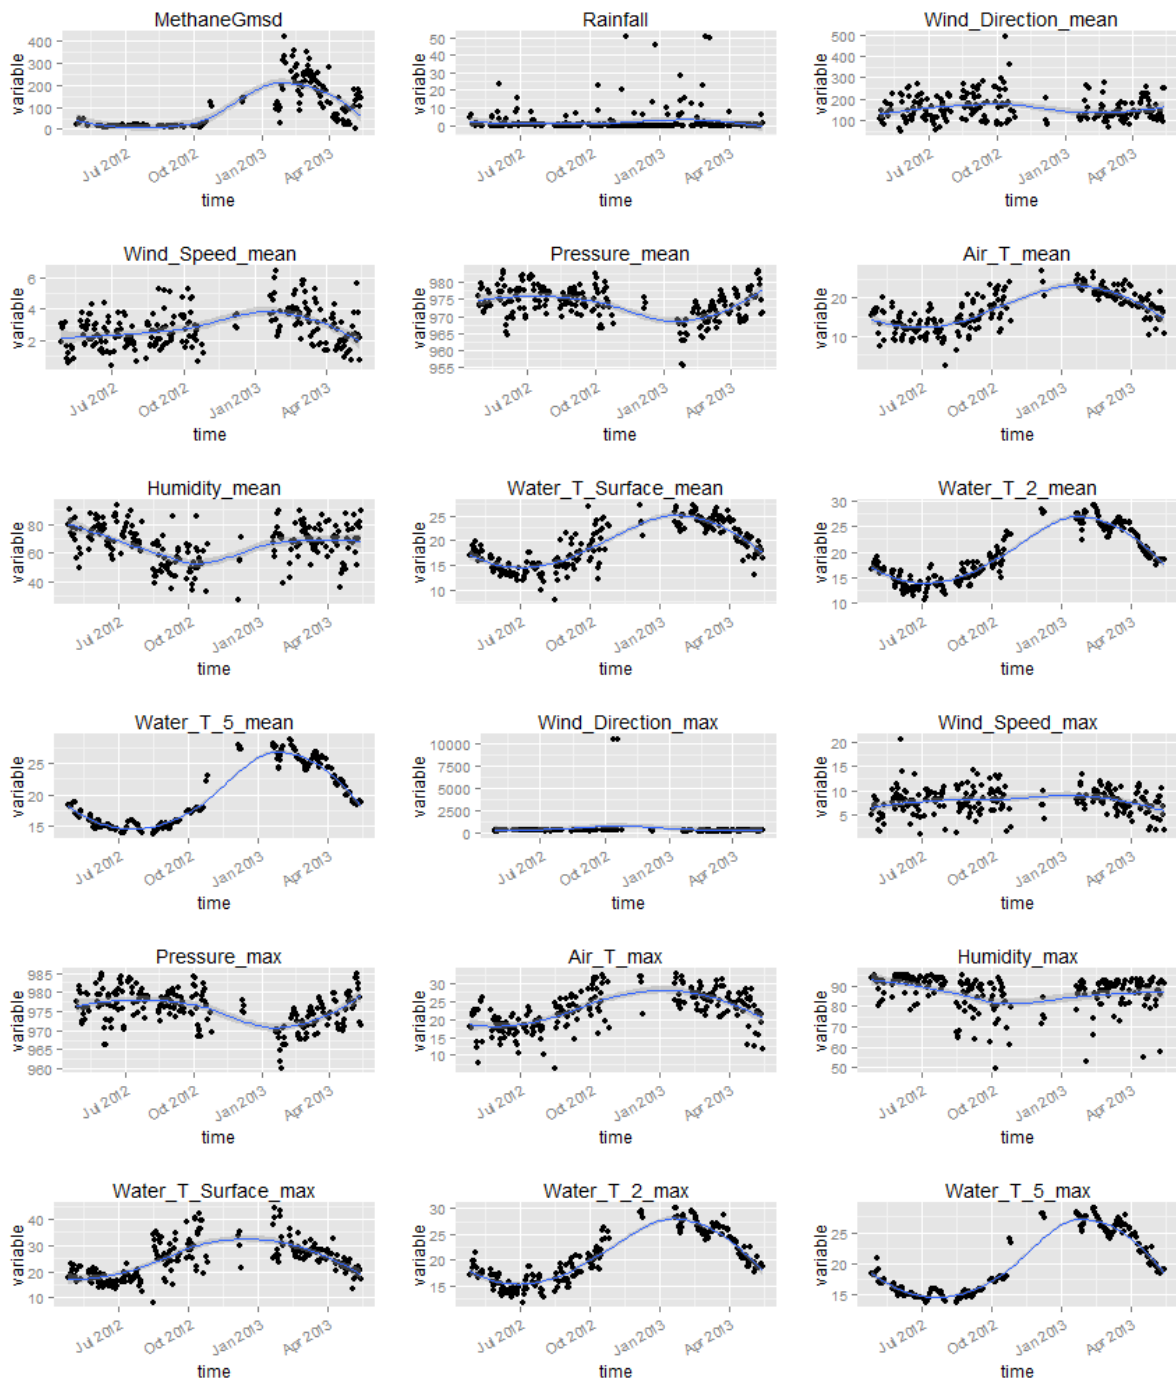 MethaneGmsd Rainfall Wind_Direction_mean
variable 400 300 200 100 0 variable 50 40 30 20 10 0 variable 500 400 300 200 100
Jul 2012 Oct 2012 Jan 2013 Apr 2013 Jul 2012 Oct 2012 Jan 2013 Apr 2013 Jul 2012 Oct 2012 Jan 2013 Apr 2013
time time time
Wind_Speed_mean Pressure_mean Air_T_mean
variable 6 4 2 variable 980 975 970 965 960 955 variable 20 10
Jul 2012 Oct 2012 Jan 2013 Apr 2013 Jul 2012 Oct 2012 Jan 2013 Apr 2013 Jul 2012 Oct 2012 Jan 2013 Apr 2013
time time time
Humidity_mean Water_T_Surface_mean Water_T_2_mean
variable 80 60 40 variable 25 20 15 10 variable 30 25 20 15 10
Jul 2012 Oct 2012 Jan 2013 Apr 2013 Jul 2012 Oct 2012 Jan 2013 Apr 2013 Jul 2012 Oct 2012 Jan 2013 Apr 2013
time time time
Water_T_5_mean Wind_Direction_max Wind_Speed_max
variable 25 20 15 variable 10000 7500 5000 2500 0 variable 20 15 10 5
Jul 2012 Oct 2012 Jan 2013 Apr 2013 Jul 2012 Oct 2012 Jan 2013 Apr 2013 Jul 2012 Oct 2012 Jan 2013 Apr 2013
time time time
Pressure_max Air_T_max Humidity_max
variable 985 980 975 970 965 960 variable 30 25 20 15 10 variable 90 80 70 60 50
Jul 2012 Oct 2012 Jan 2013 Apr 2013 Jul 2012 Oct 2012 Jan 2013 Apr 2013 Jul 2012 Oct 2012 Jan 2013 Apr 2013
time time time
Water_T_Surface_max Water_T_2_max Water_T_5_max
variable 40 30 20 10 variable 30 25 20 15 variable 25 20 15
Jul 2012 Oct 2012 Jan 2013 Apr 2013 Jul 2012 Oct 2012 Jan 2013 Apr 2013 Jul 2012 Oct 2012 Jan 2013 Apr 2013
time time time